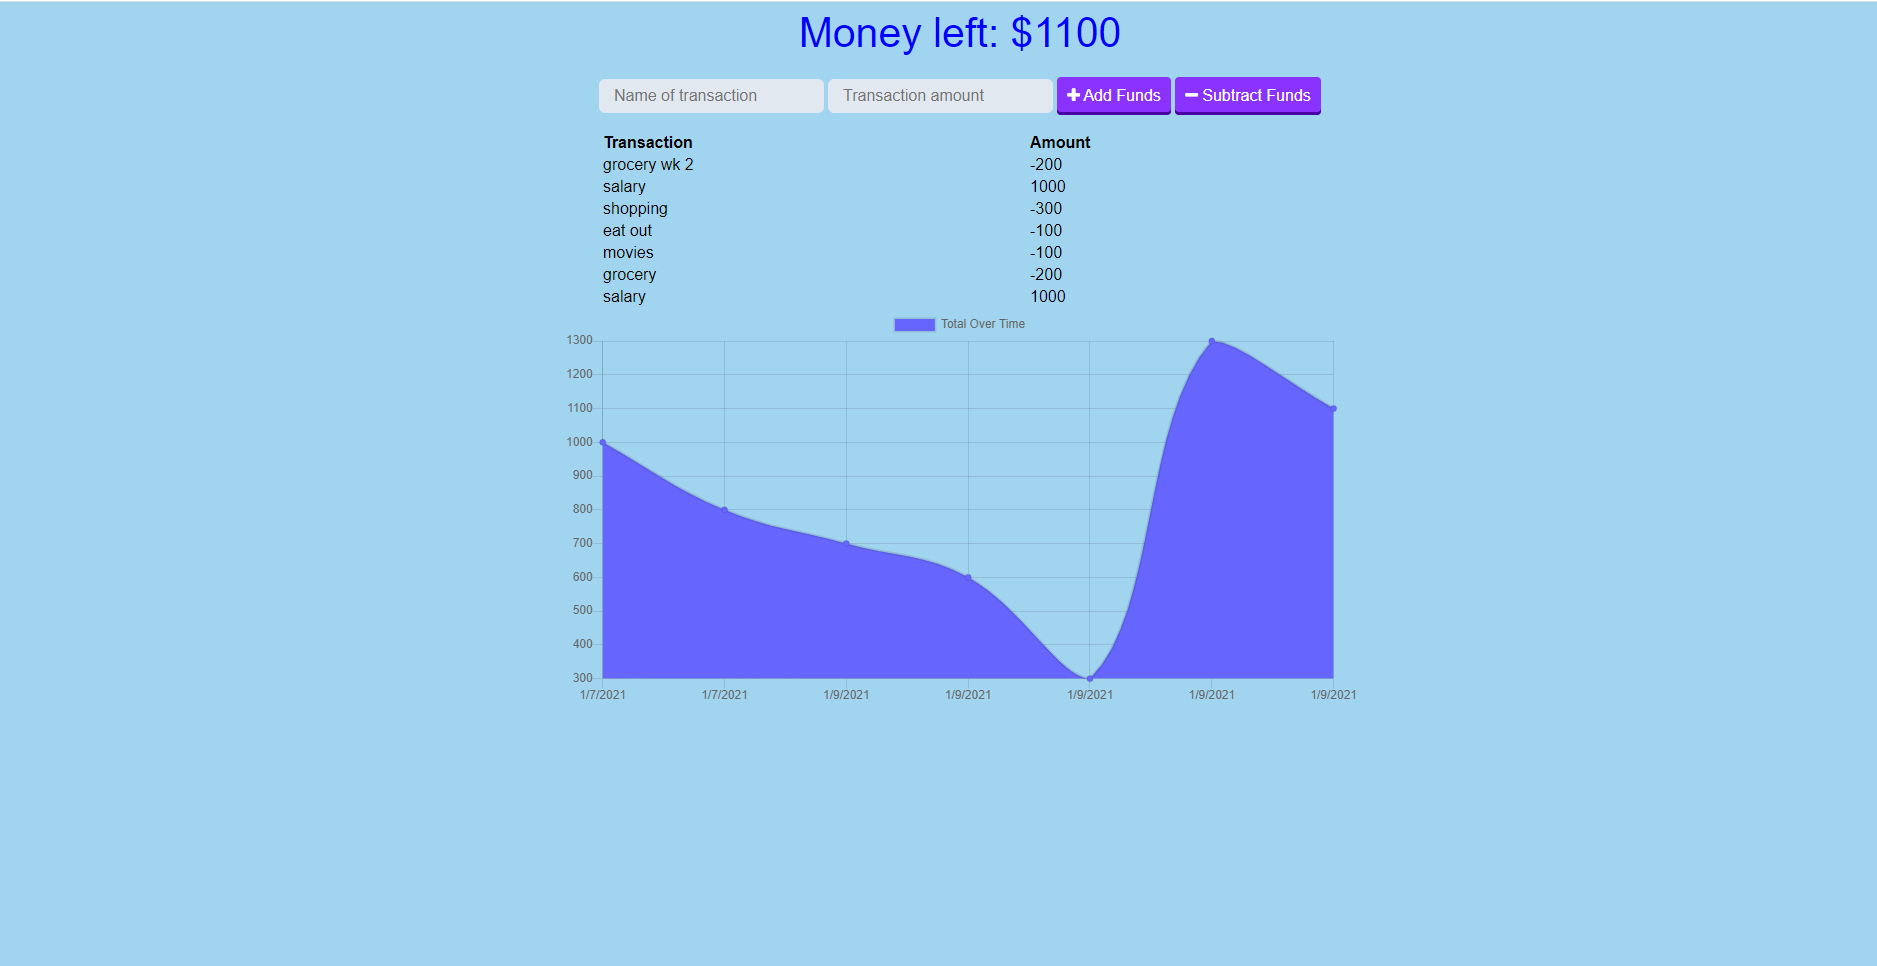 Money left: $1100
Name of transaction Transaction amount Add Funds Subtract Funds
Transaction Amount
grocery wk 2 -200
salary 1000
shopping -300
eat out -100
movies -100
grocery -200
salary 1000
Total Over Time
1300
1200
1100
1000
900
800
700
600
500
400
300
1/7/2021 1/7/2021 1/9/2021 1/9/2021 1/9/2021 1/9/2021 1/9/2021